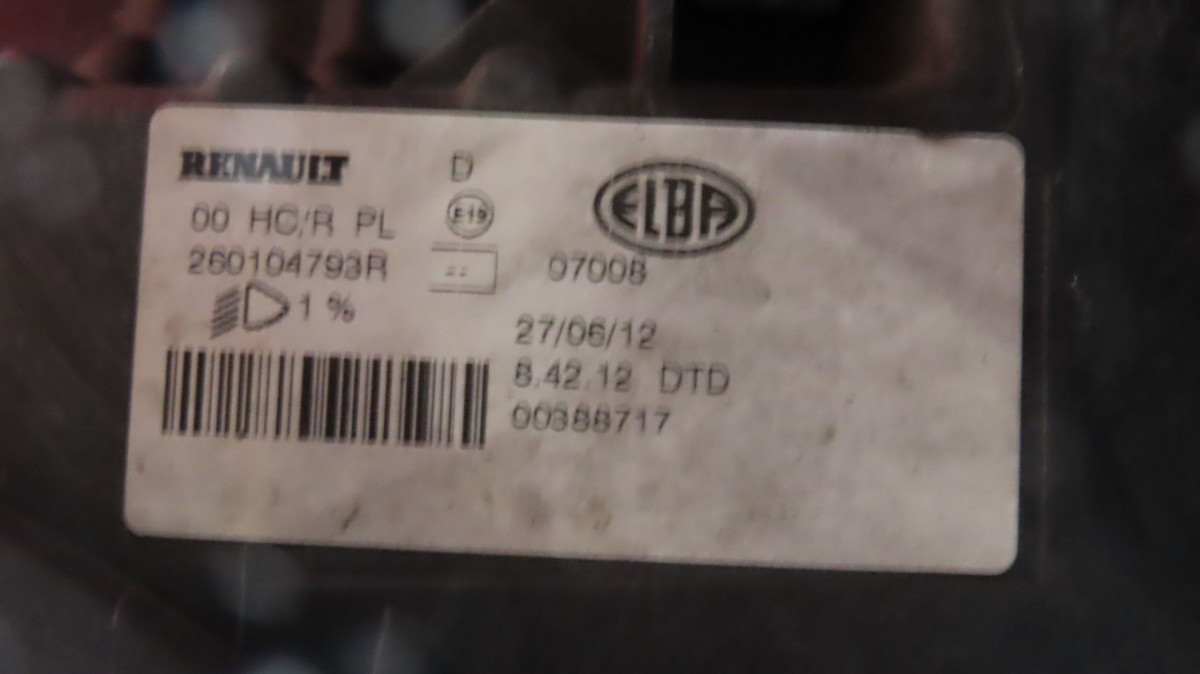 RENAULT D
ELBA
00 HC/R PL E19
260104793R 07008
1 %
27/06/12
8.42.12 DTD
00388717